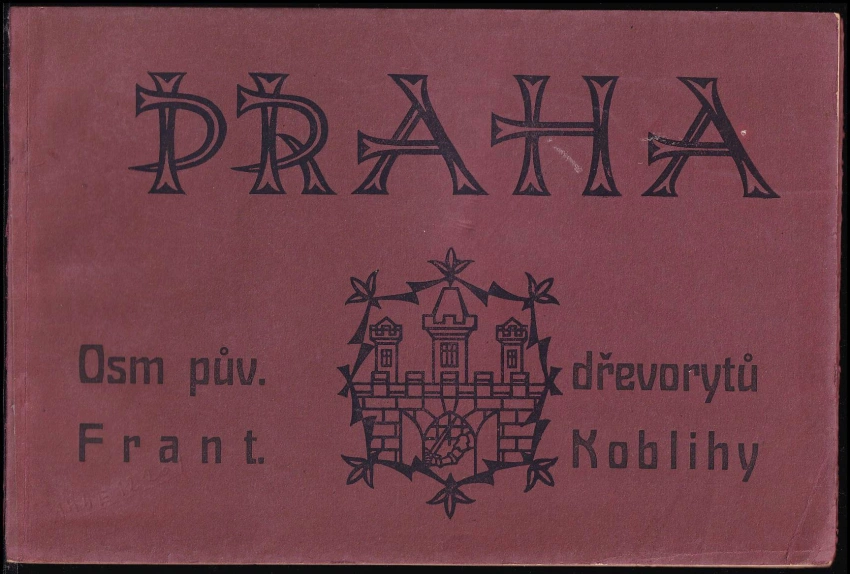 PRAHA
Osm pův. dřevorytů
Frant. Koblihy